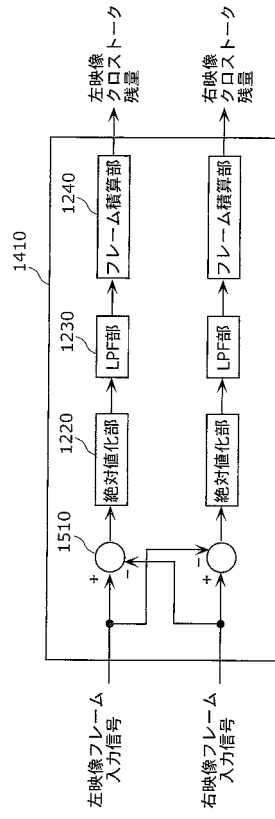 1410
1510
1220
1230
1240
左映像フレーム
入力信号
+
-
絶対値化部
LPF部
フレーム積算部
左映像
クロストーク
残量
右映像フレーム
入力信号
-
+
絶対値化部
LPF部
フレーム積算部
右映像
クロストーク
残量